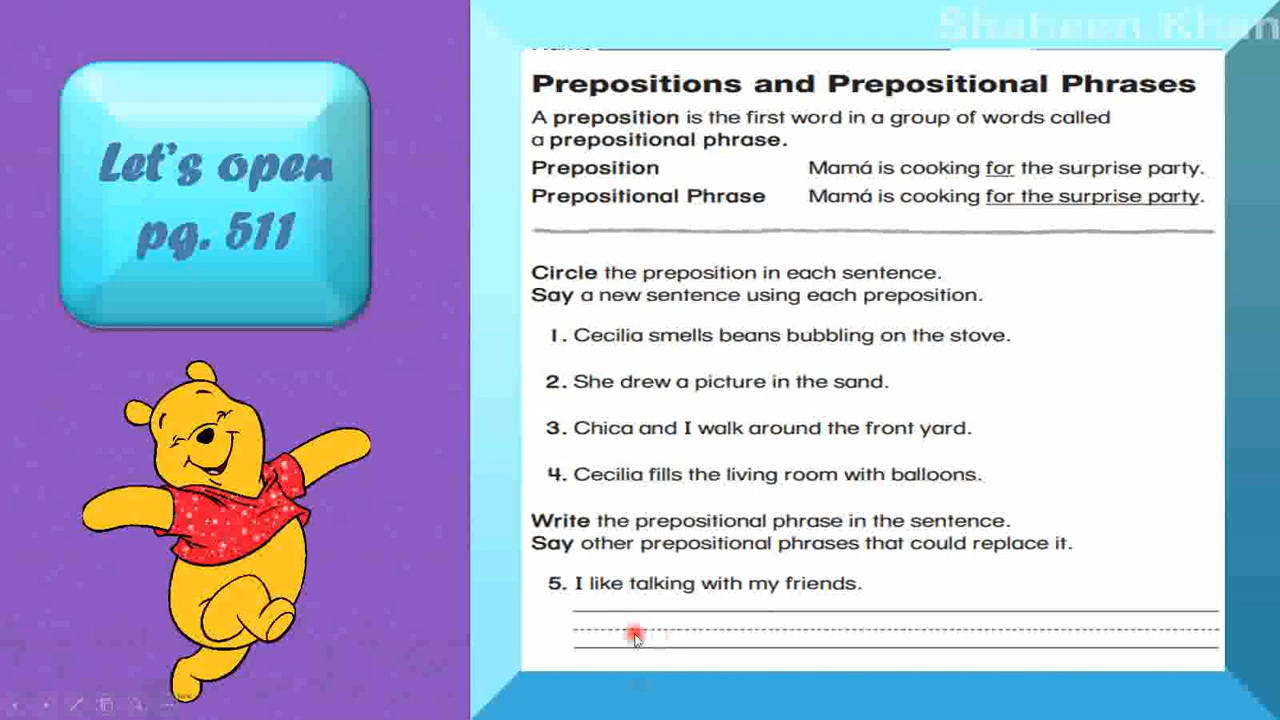 Shaheen Khan
Let's open
pg. 511
Prepositions and Prepositional Phrases
A preposition is the first word in a group of words called
a prepositional phrase.
Preposition Mamá is cooking for the surprise party.
Prepositional Phrase Mamá is cooking for the surprise party.
Circle the preposition in each sentence.
Say a new sentence using each preposition.
1. Cecilia smells beans bubbling on the stove.
2. She drew a picture in the sand.
3. Chica and I walk around the front yard.
4. Cecilia fills the living room with balloons.
Write the prepositional phrase in the sentence.
Say other prepositional phrases that could replace it.
5. I like talking with my friends.